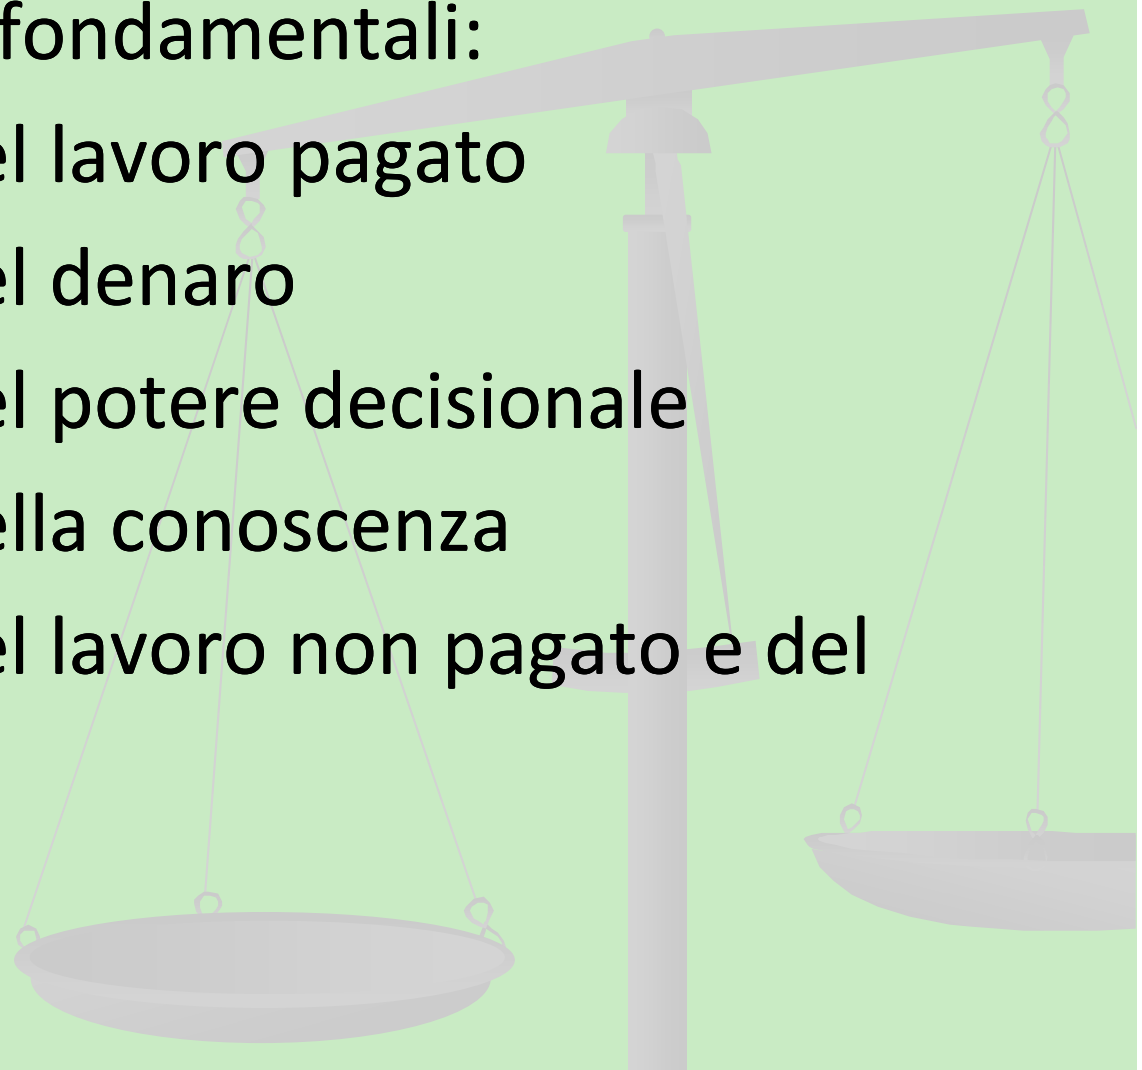 fondamentali:
el lavoro pagato
el denaro
el potere decisionale
ella conoscenza
el lavoro non pagato e del